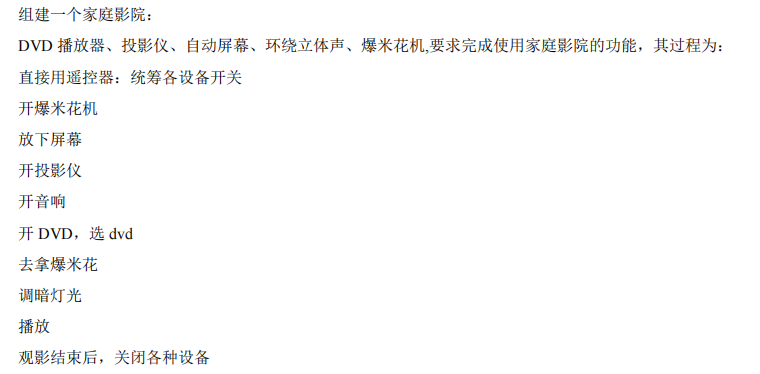 组建一个家庭影院：
DVD 播放器、投影仪、自动屏幕、环绕立体声、爆米花机,要求完成使用家庭影院的功能，其过程为：
直接用遥控器：统筹各设备开关
开爆米花机
放下屏幕
开投影仪
开音响
开 DVD，选 dvd
去拿爆米花
调暗灯光
播放
观影结束后，关闭各种设备